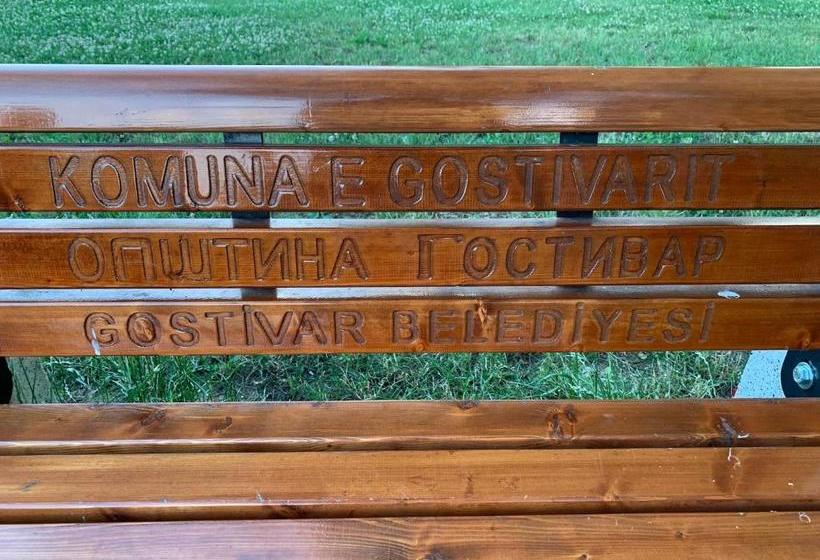 KOMUNA E GOSTIVARIT
ОПШТИНА ГОСТИВАР
GOSTİVAR BELEDİYESİ